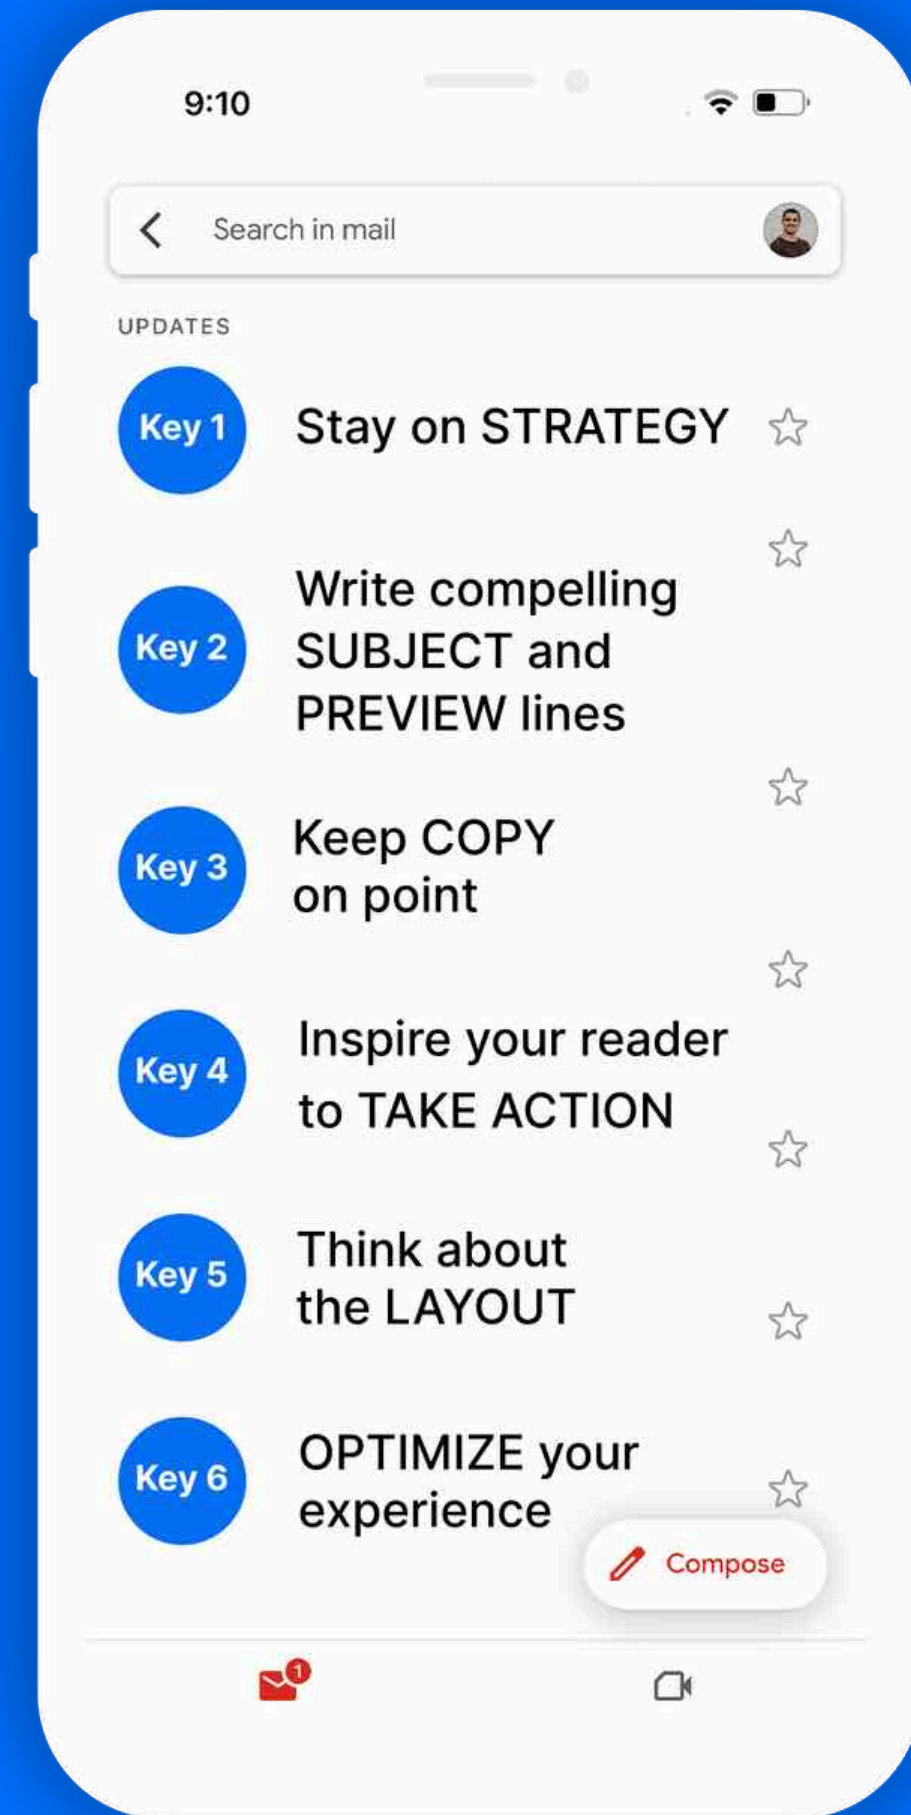 9:10
Search in mail
UPDATES
Key 1
Stay on STRATEGY
Key 2
Write compelling
SUBJECT and
PREVIEW lines
Key 3
Keep COPY
on point
Key 4
Inspire your reader
to TAKE ACTION
Key 5
Think about
the LAYOUT
Key 6
OPTIMIZE your
experience
Compose
1